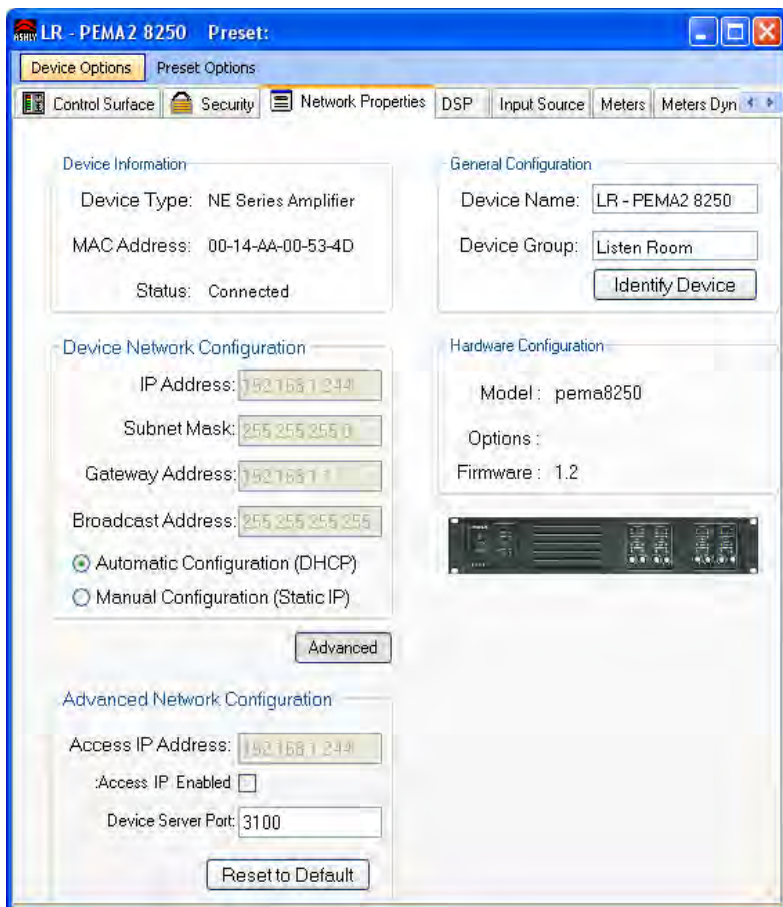 ASHLY LR - PEMA2 8250 Preset:
Device Options Preset Options
Control Surface Security Network Properties DSP Input Source Meters Meters Dyn
Device Information
Device Type: NE Series Amplifier
MAC Address: 00-14-AA-00-53-4D
Status: Connected
General Configuration
Device Name: LR - PEMA2 8250
Device Group: Listen Room
Identify Device
Device Network Configuration
IP Address: 192.168.1.244
Subnet Mask: 255.255.255.0
Gateway Address: 192.168.1.1
Broadcast Address: 255.255.255.255
Automatic Configuration (DHCP)
Manual Configuration (Static IP)
Advanced
Hardware Configuration
Model : pema8250
Options :
Firmware : 1.2
Advanced Network Configuration
Access IP Address: 192.168.1.244
:Access IP Enabled
Device Server Port: 3100
Reset to Default